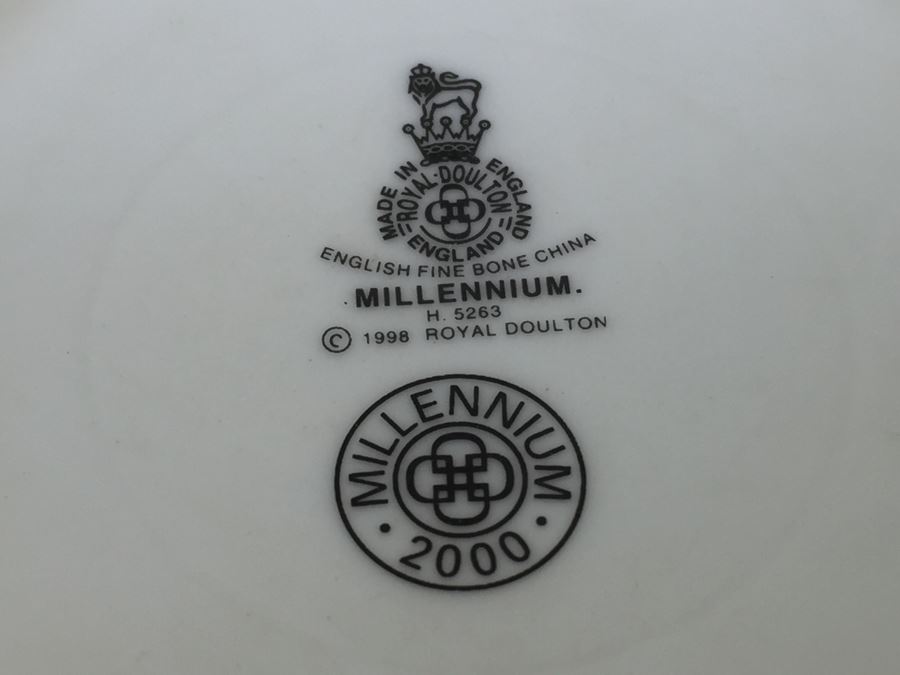 MADE IN ENGLAND
ROYAL·DOULTON
ENGLAND
ENGLISH FINE BONE CHINA
.MILLENNIUM.
H. 5263
© 1998 ROYAL DOULTON
MILLENNIUM
• 2000 •